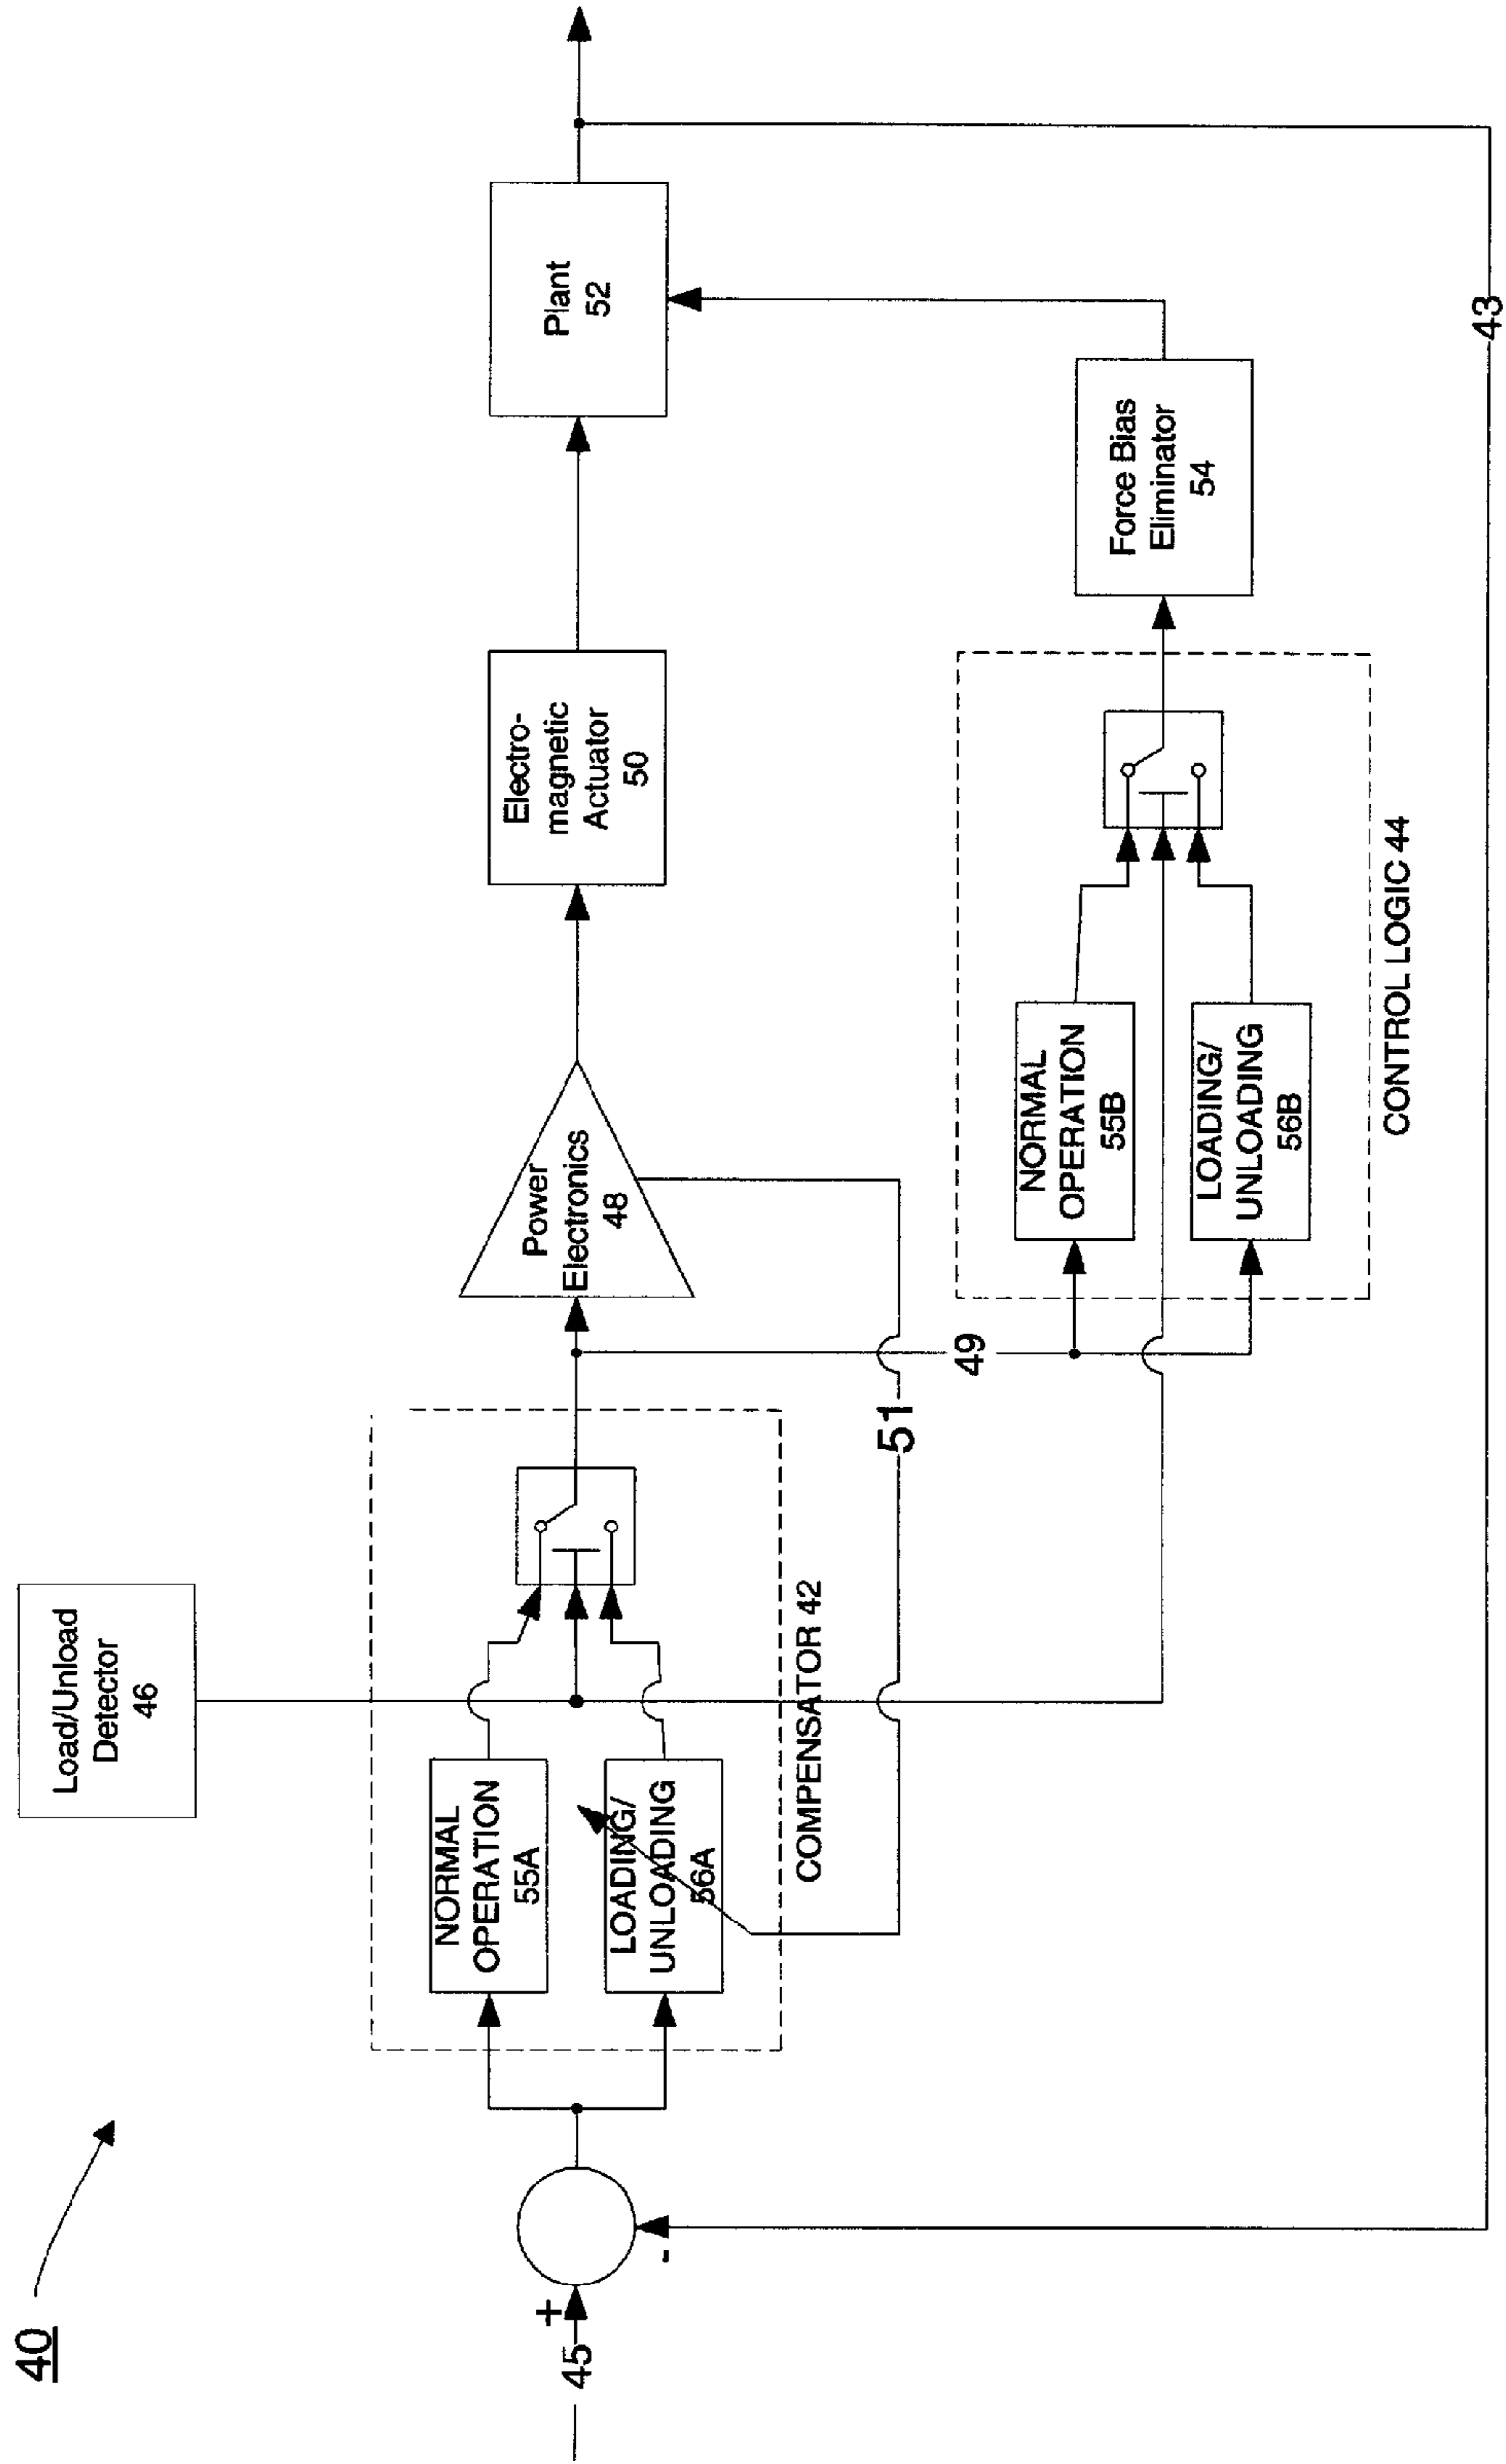 40
Load/Unload
Detector
46
45
+
-
NORMAL
OPERATION
55A
LOADING/
UNLOADING
56A
COMPENSATOR 42
Power
Electronics
48
Electro-
magnetic
Actuator
50
Plant
52
51
49
NORMAL
OPERATION
55B
LOADING/
UNLOADING
56B
CONTROL LOGIC 44
Force Bias
Eliminator
54
43